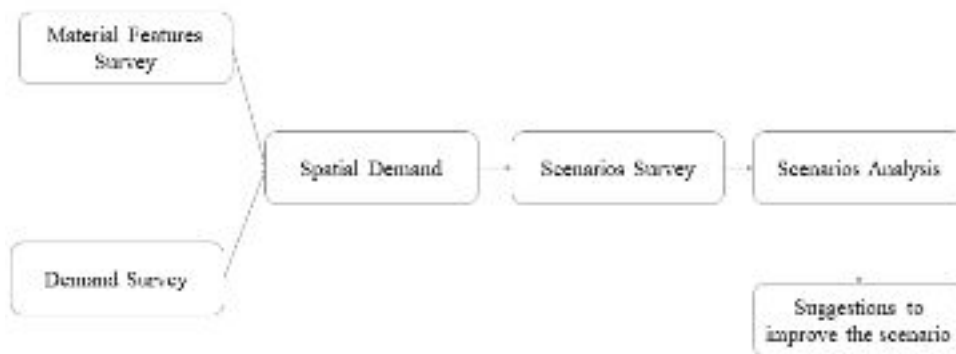 Material Features
Survey
Spatial Demand
Scenarios Survey
Scenarios Analysis
Demand Survey
Suggestions to
improve the scenario